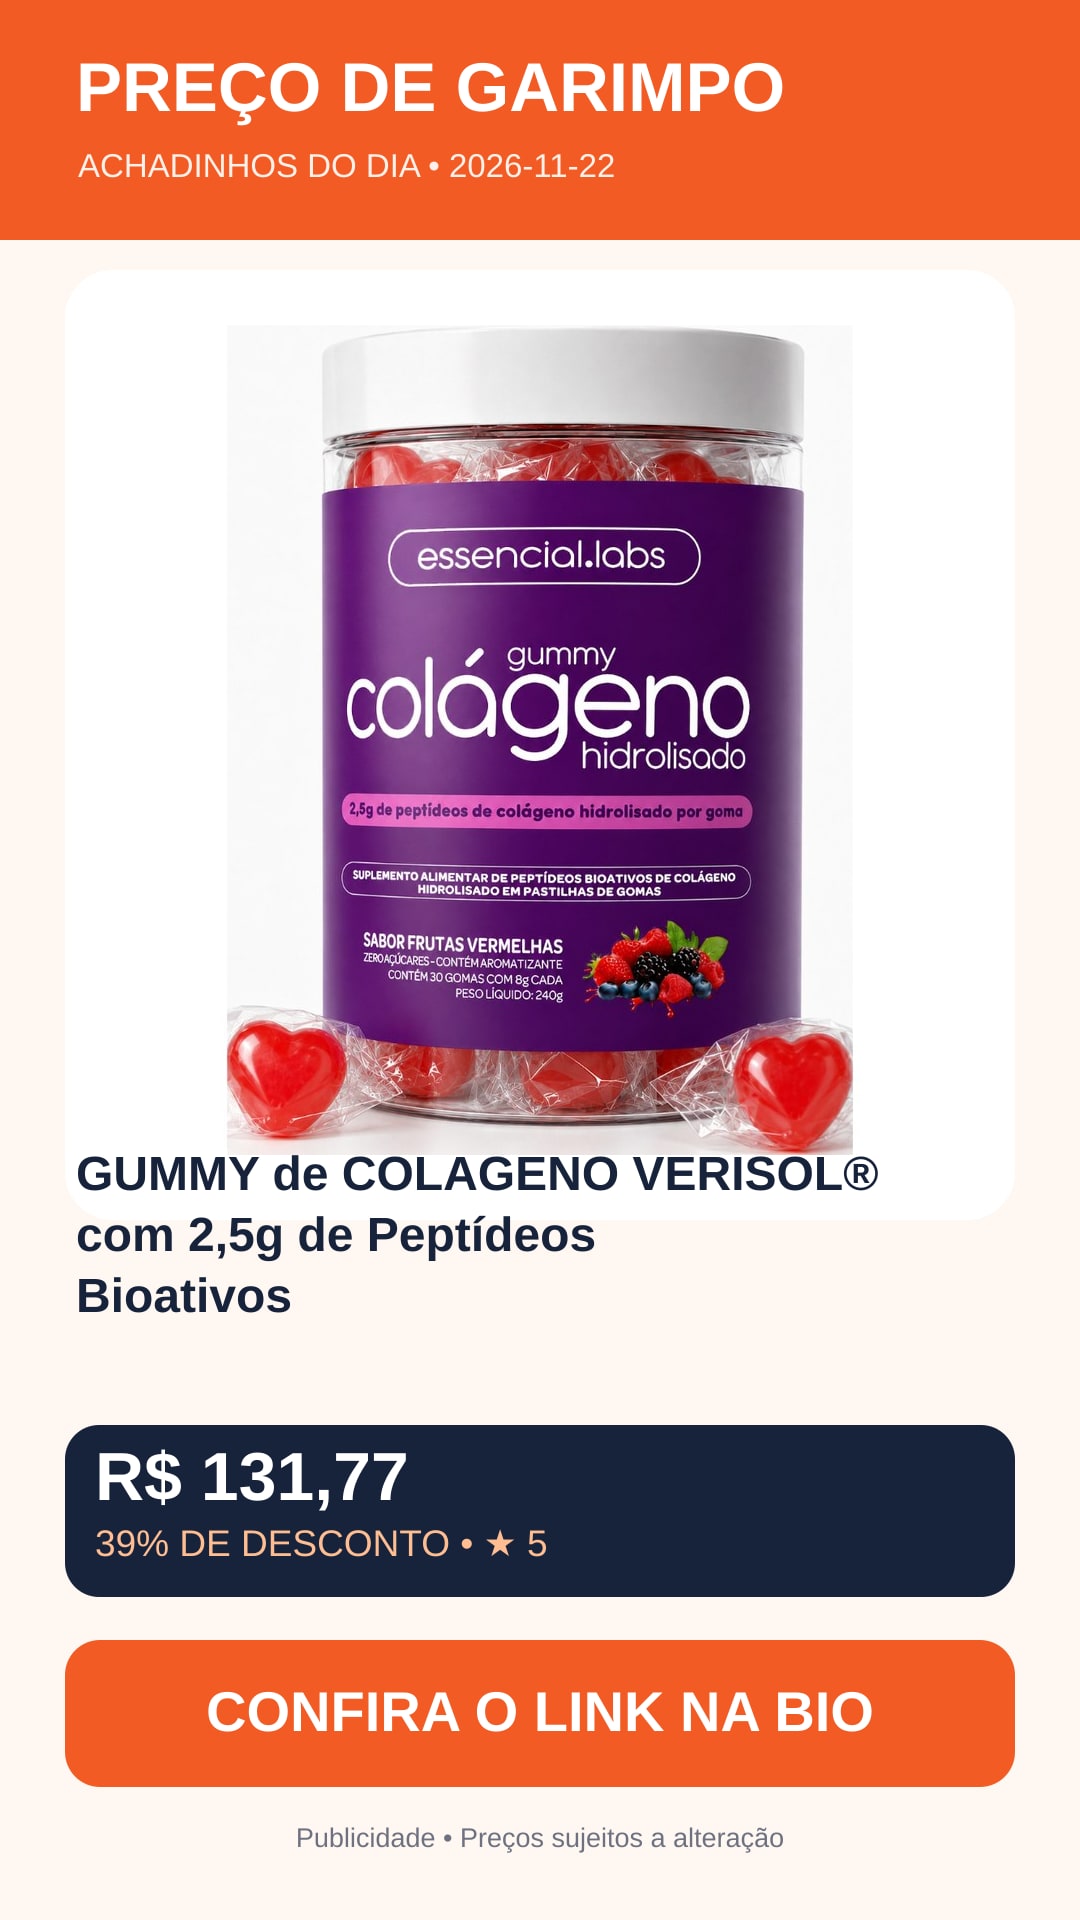 PREÇO DE GARIMPO
ACHADINHOS DO DIA • 2026-11-22
essencial.labs
gummy
colágeno
hidrolisado
2,5g de peptídeos de colágeno hidrolisado por goma
SUPLEMENTO ALIMENTAR DE PEPTÍDEOS BIOATIVOS DE COLÁGENO
HIDROLISADO EM PASTILHAS DE GOMAS
SABOR FRUTAS VERMELHAS
ZERO AÇÚCARES - CONTÉM AROMATIZANTE
CONTÉM 30 GOMAS COM 8g CADA
PESO LÍQUIDO: 240g
GUMMY de COLAGENO VERISOL®
com 2,5g de Peptídeos
Bioativos
R$ 131,77
39% DE DESCONTO • ★ 5
CONFIRA O LINK NA BIO
Publicidade • Preços sujeitos a alteração